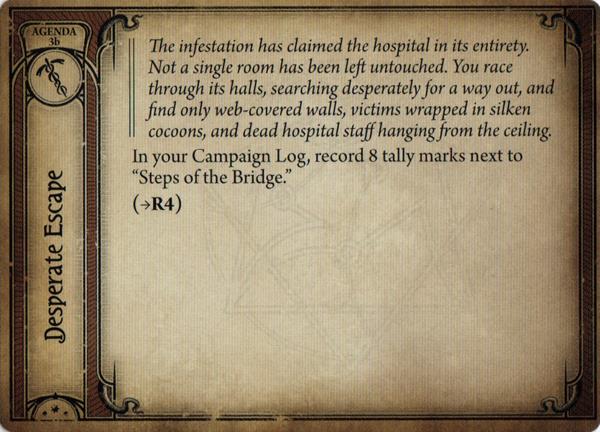 AGENDA
3b
Desperate Escape
The infestation has claimed the hospital in its entirety.
Not a single room has been left untouched. You race
through its halls, searching desperately for a way out, and
find only web-covered walls, victims wrapped in silken
cocoons, and dead hospital staff hanging from the ceiling.
In your Campaign Log, record 8 tally marks next to
“Steps of the Bridge.”
(→R4)